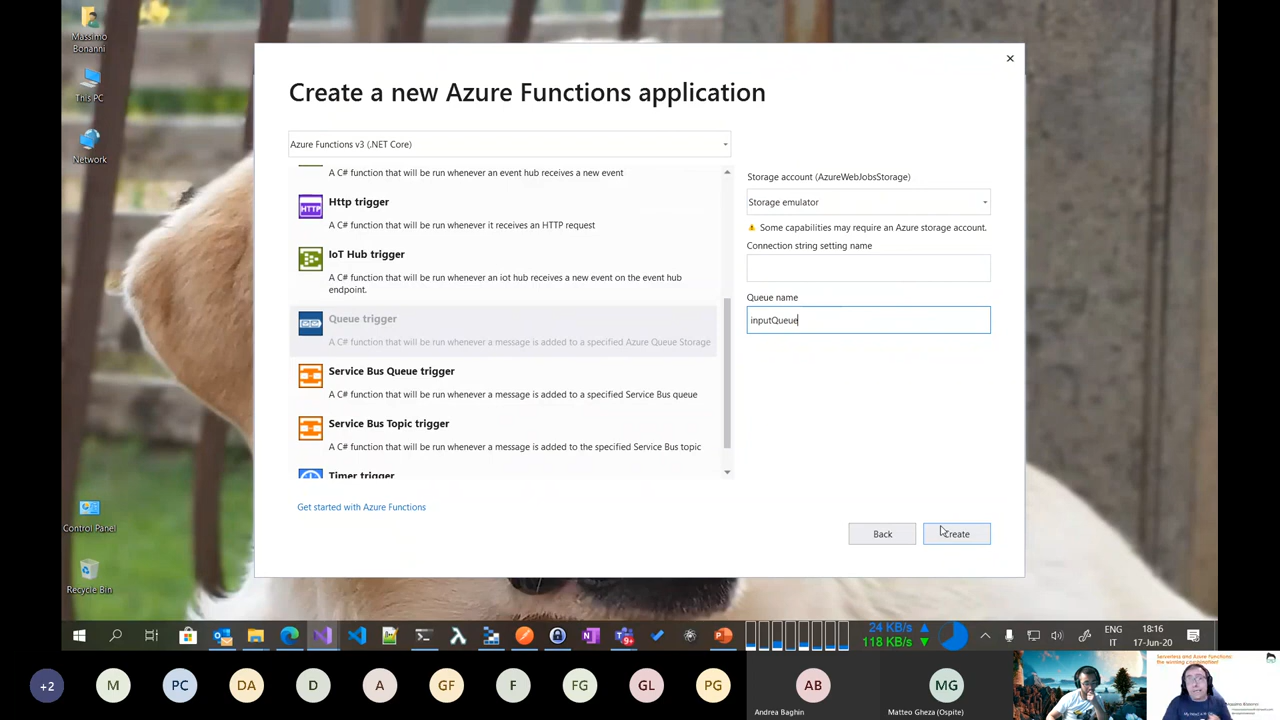 Massimo
Bonanni
This PC
Network
Control Panel
Recycle Bin
Create a new Azure Functions application
Azure Functions v3 (.NET Core)
A C# function that will be run whenever an event hub receives a new event
Http trigger
A C# function that will be run whenever it receives an HTTP request
IoT Hub trigger
A C# function that will be run whenever an iot hub receives a new event on the event hub
endpoint.
Queue trigger
A C# function that will be run whenever a message is added to a specified Azure Queue Storage
Service Bus Queue trigger
A C# function that will be run whenever a message is added to a specified Service Bus queue
Service Bus Topic trigger
A C# function that will be run whenever a message is added to the specified Service Bus topic
Timer trigger
Storage account (AzureWebJobsStorage)
Storage emulator
Some capabilities may require an Azure storage account.
Connection string setting name
Queue name
inputQueue
Get started with Azure Functions
Back
Create
24 KB/s
118 KB/s
ENG
IT
18:16
17-Jun-20
+2
M
PC
DA
D
A
GF
F
FG
GL
PG
AB
Andrea Baghin
MG
Matteo Gheza (Ospite)
Serverless and Azure Functions:
the winning combination!